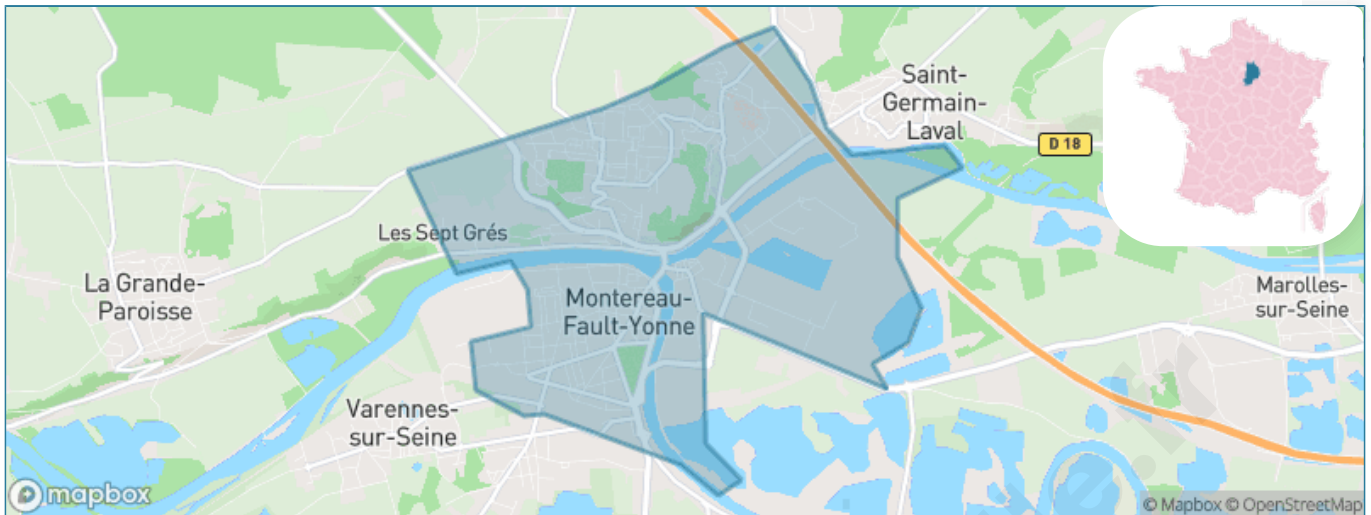 Saint-
Germain-
Laval
D 18
Les Sept Grés
La Grande-
Paroisse
Montereau-
Fault-Yonne
Marolles-
sur-Seine
Varennes-
sur-Seine
mapbox
© Mapbox © OpenStreetMap